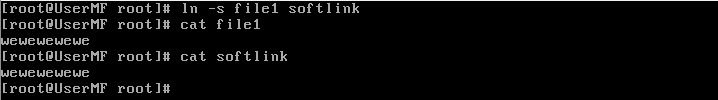 [root@UserMF root]# ln -s file1 softlink
[root@UserMF root]# cat file1
wewewewewe
[root@UserMF root]# cat softlink
wewewewewe
[root@UserMF root]#